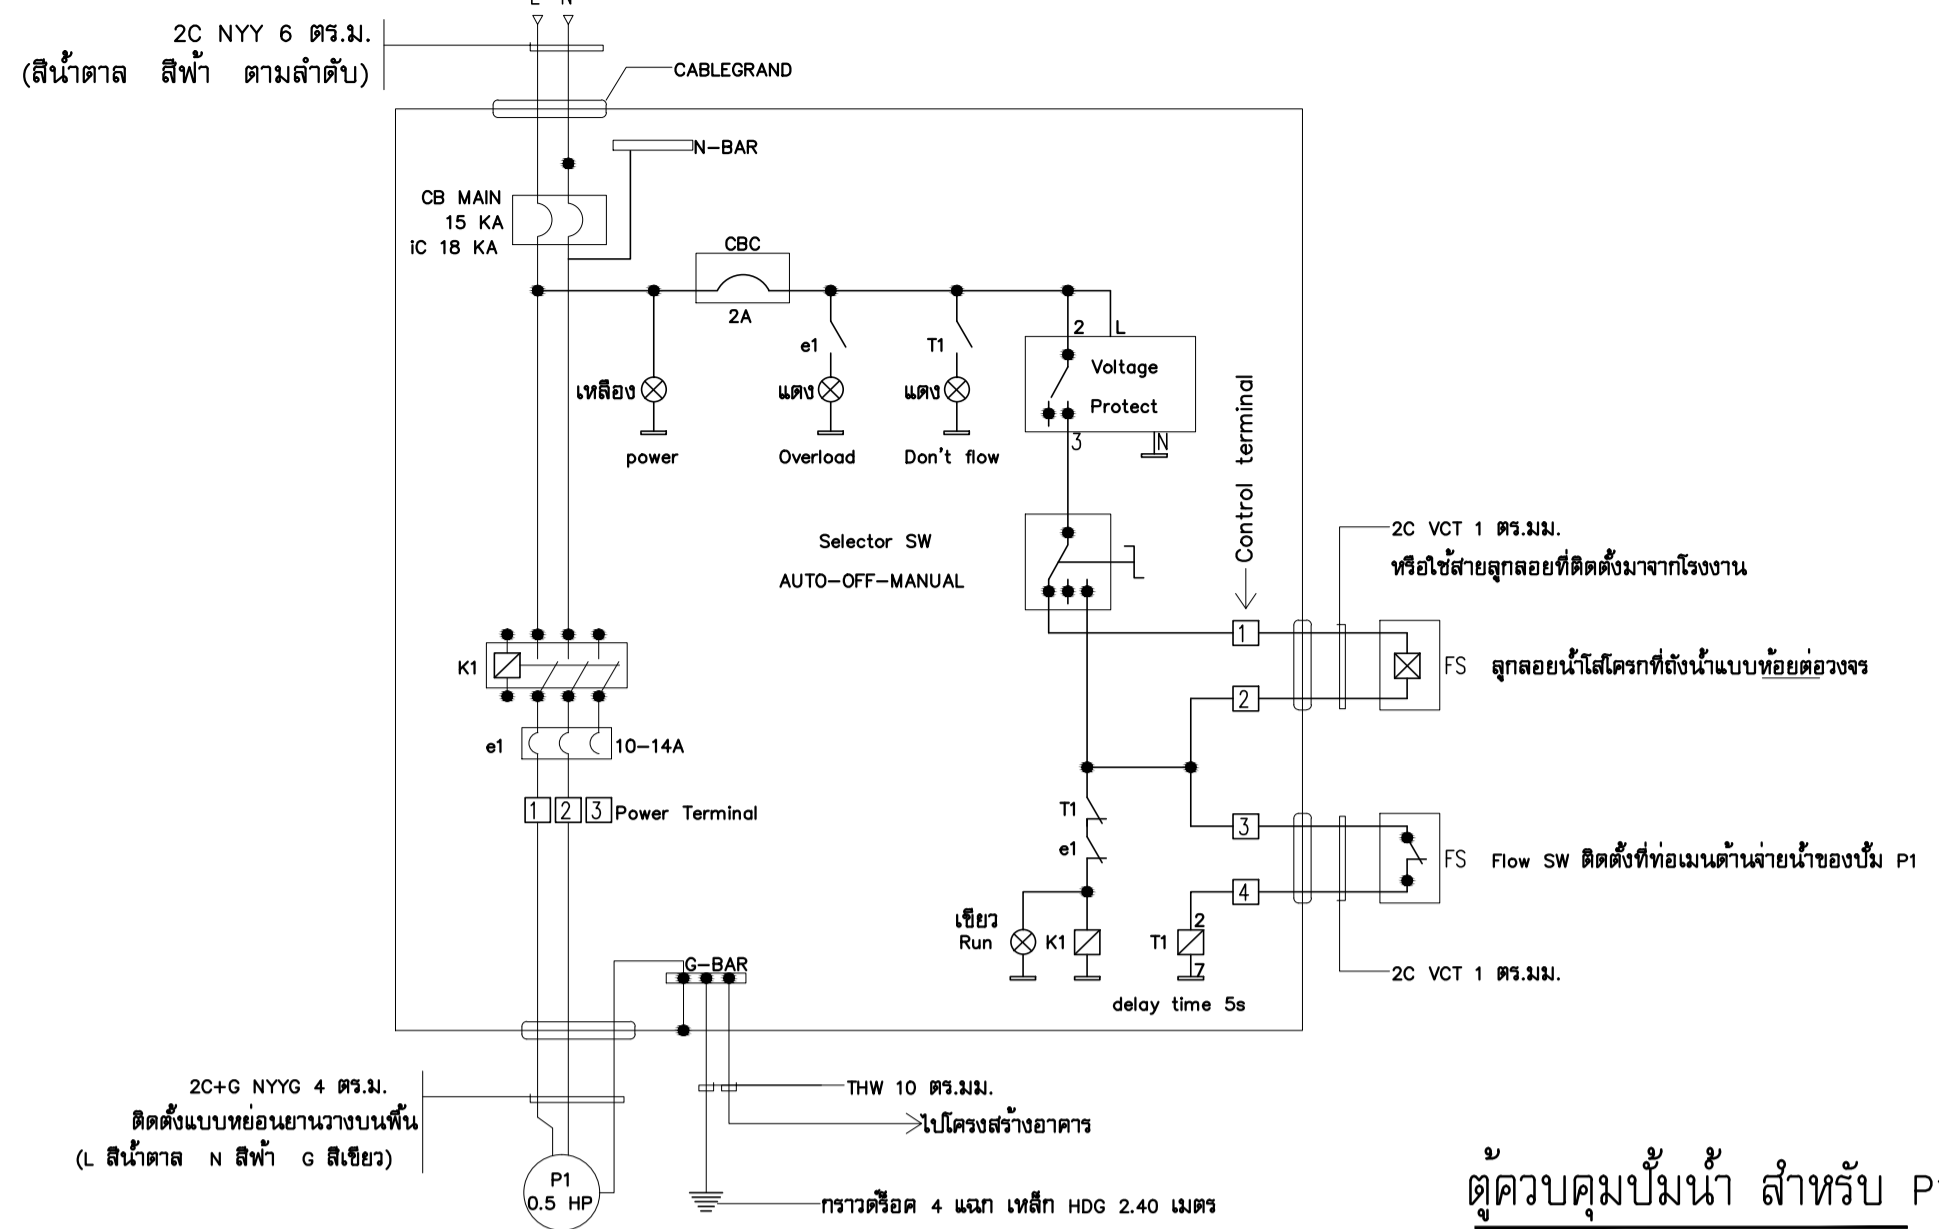 L N
2C NYY 6 ตร.ม.
(สีน้ำตาล สีฟ้า ตามลำดับ)
CABLEGRAND
N-BAR
CB MAIN
15 KA
iC 18 KA
CBC
2A
e1
T1
2 L
Voltage
Protect
3
N
เหลือง
แดง
แดง
power
Overload
Don't flow
Control terminal
Selector SW
AUTO-OFF-MANUAL
2C VCT 1 ตร.มม.
หรือใช้สายลูกลอยที่ติดตั้งมาจากโรงงาน
1
FS ลูกลอยน้ำโสโครกที่ถังน้ำแบบห้อยต่อวงจร
2
K1
e1
10-14A
1 2 3 Power Terminal
T1
e1
3
FS Flow SW ติดตั้งที่ท่อเมนด้านจ่ายน้ำของปั๊ม P1
4
เขียว
Run
K1
T1
2
7
delay time 5s
2C VCT 1 ตร.มม.
G-BAR
2C+G NYYG 4 ตร.ม.
ติดตั้งแบบหย่อนยานวางบนพื้น
(L สีน้ำตาล N สีฟ้า G สีเขียว)
THW 10 ตร.มม.
ไปโครงสร้างอาคาร
P1
0.5 HP
กราวด์ร็อค 4 แฉก เหล็ก HDG 2.40 เมตร
ตู้ควบคุมปั้มน้ำ สำหรับ P1